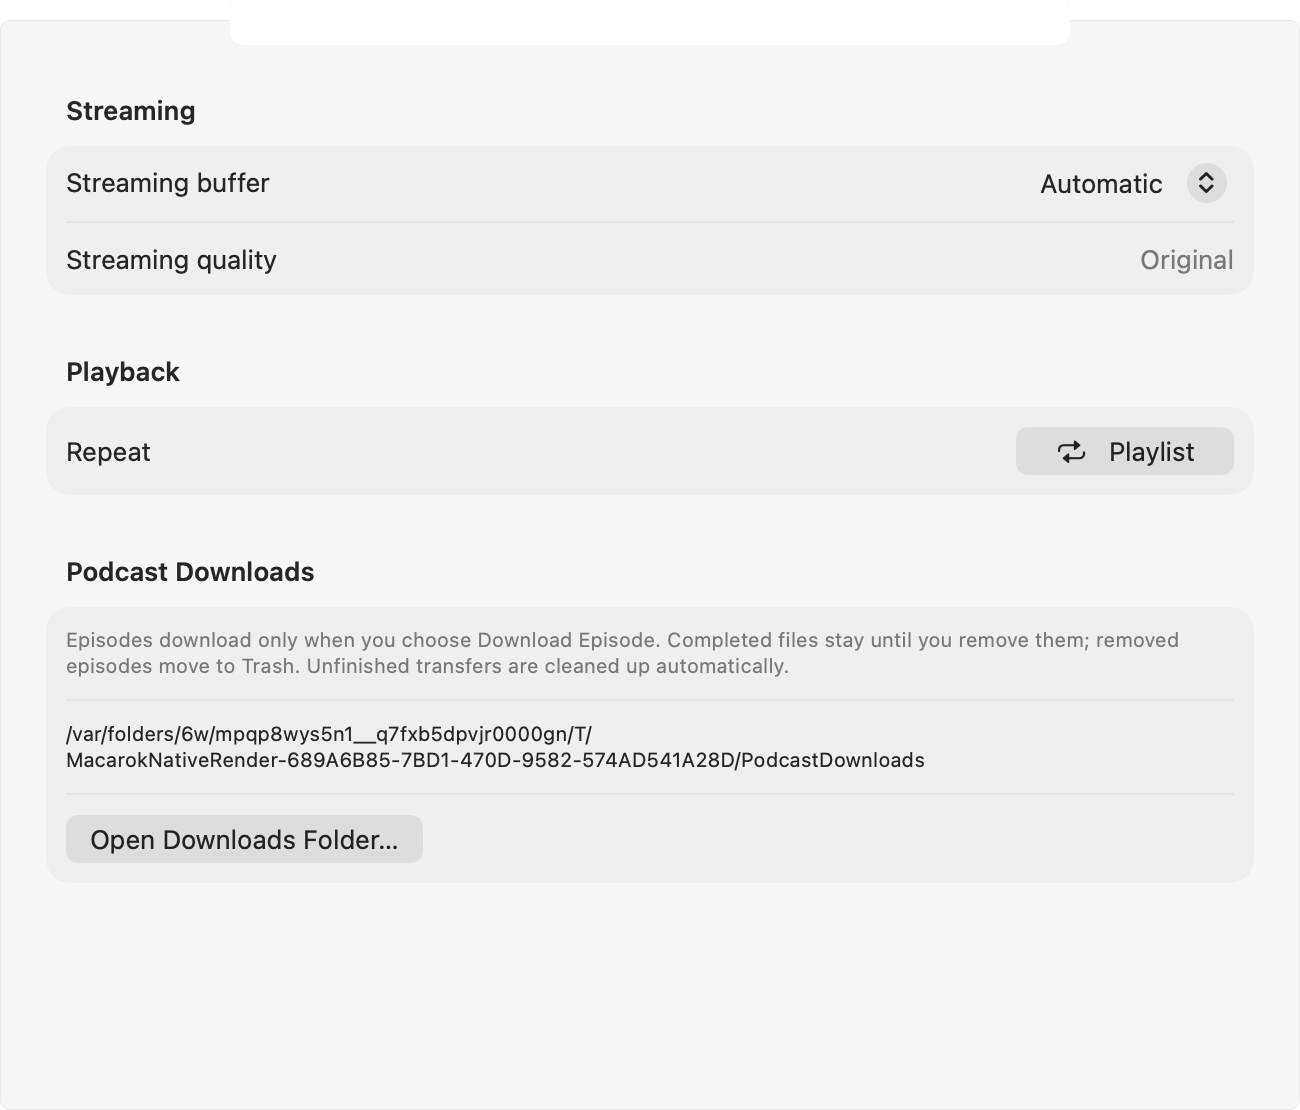 Streaming
Streaming buffer
Automatic
Streaming quality
Original
Playback
Repeat
Playlist
Podcast Downloads
Episodes download only when you choose Download Episode. Completed files stay until you remove them; removed
episodes move to Trash. Unfinished transfers are cleaned up automatically.
/var/folders/6w/mpqp8wys5n1__q7fxb5dpvjr0000gn/T/
MacarokNativeRender-689A6B85-7BD1-470D-9582-574AD541A28D/PodcastDownloads
Open Downloads Folder...